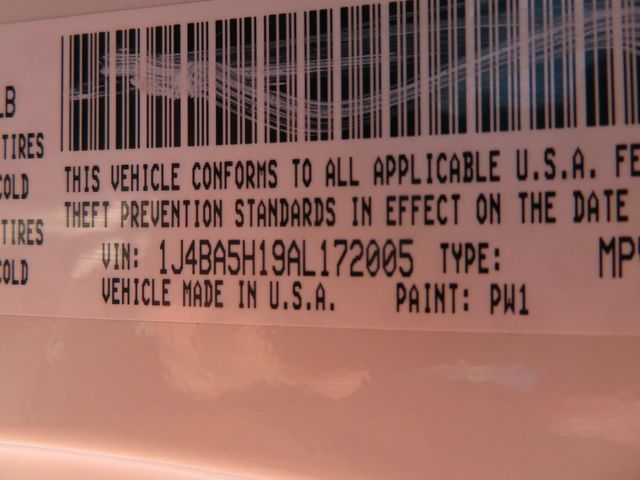 LB
TIRES
COLD
TIRES
COLD
THIS VEHICLE CONFORMS TO ALL APPLICABLE U.S.A. FE
THEFT PREVENTION STANDARDS IN EFFECT ON THE DATE
VIN: 1J4BA5H19AL172005 TYPE: MPV
VEHICLE MADE IN U.S.A. PAINT: PW1